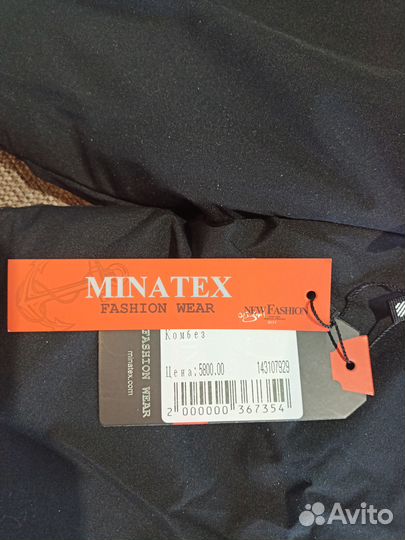 MINATEX
FASHION WEAR
NEW FASHION
Комбез
Цена: 5800.00
143107929
2 000000 367354
FASHION WEAR
minatex.com
Avito